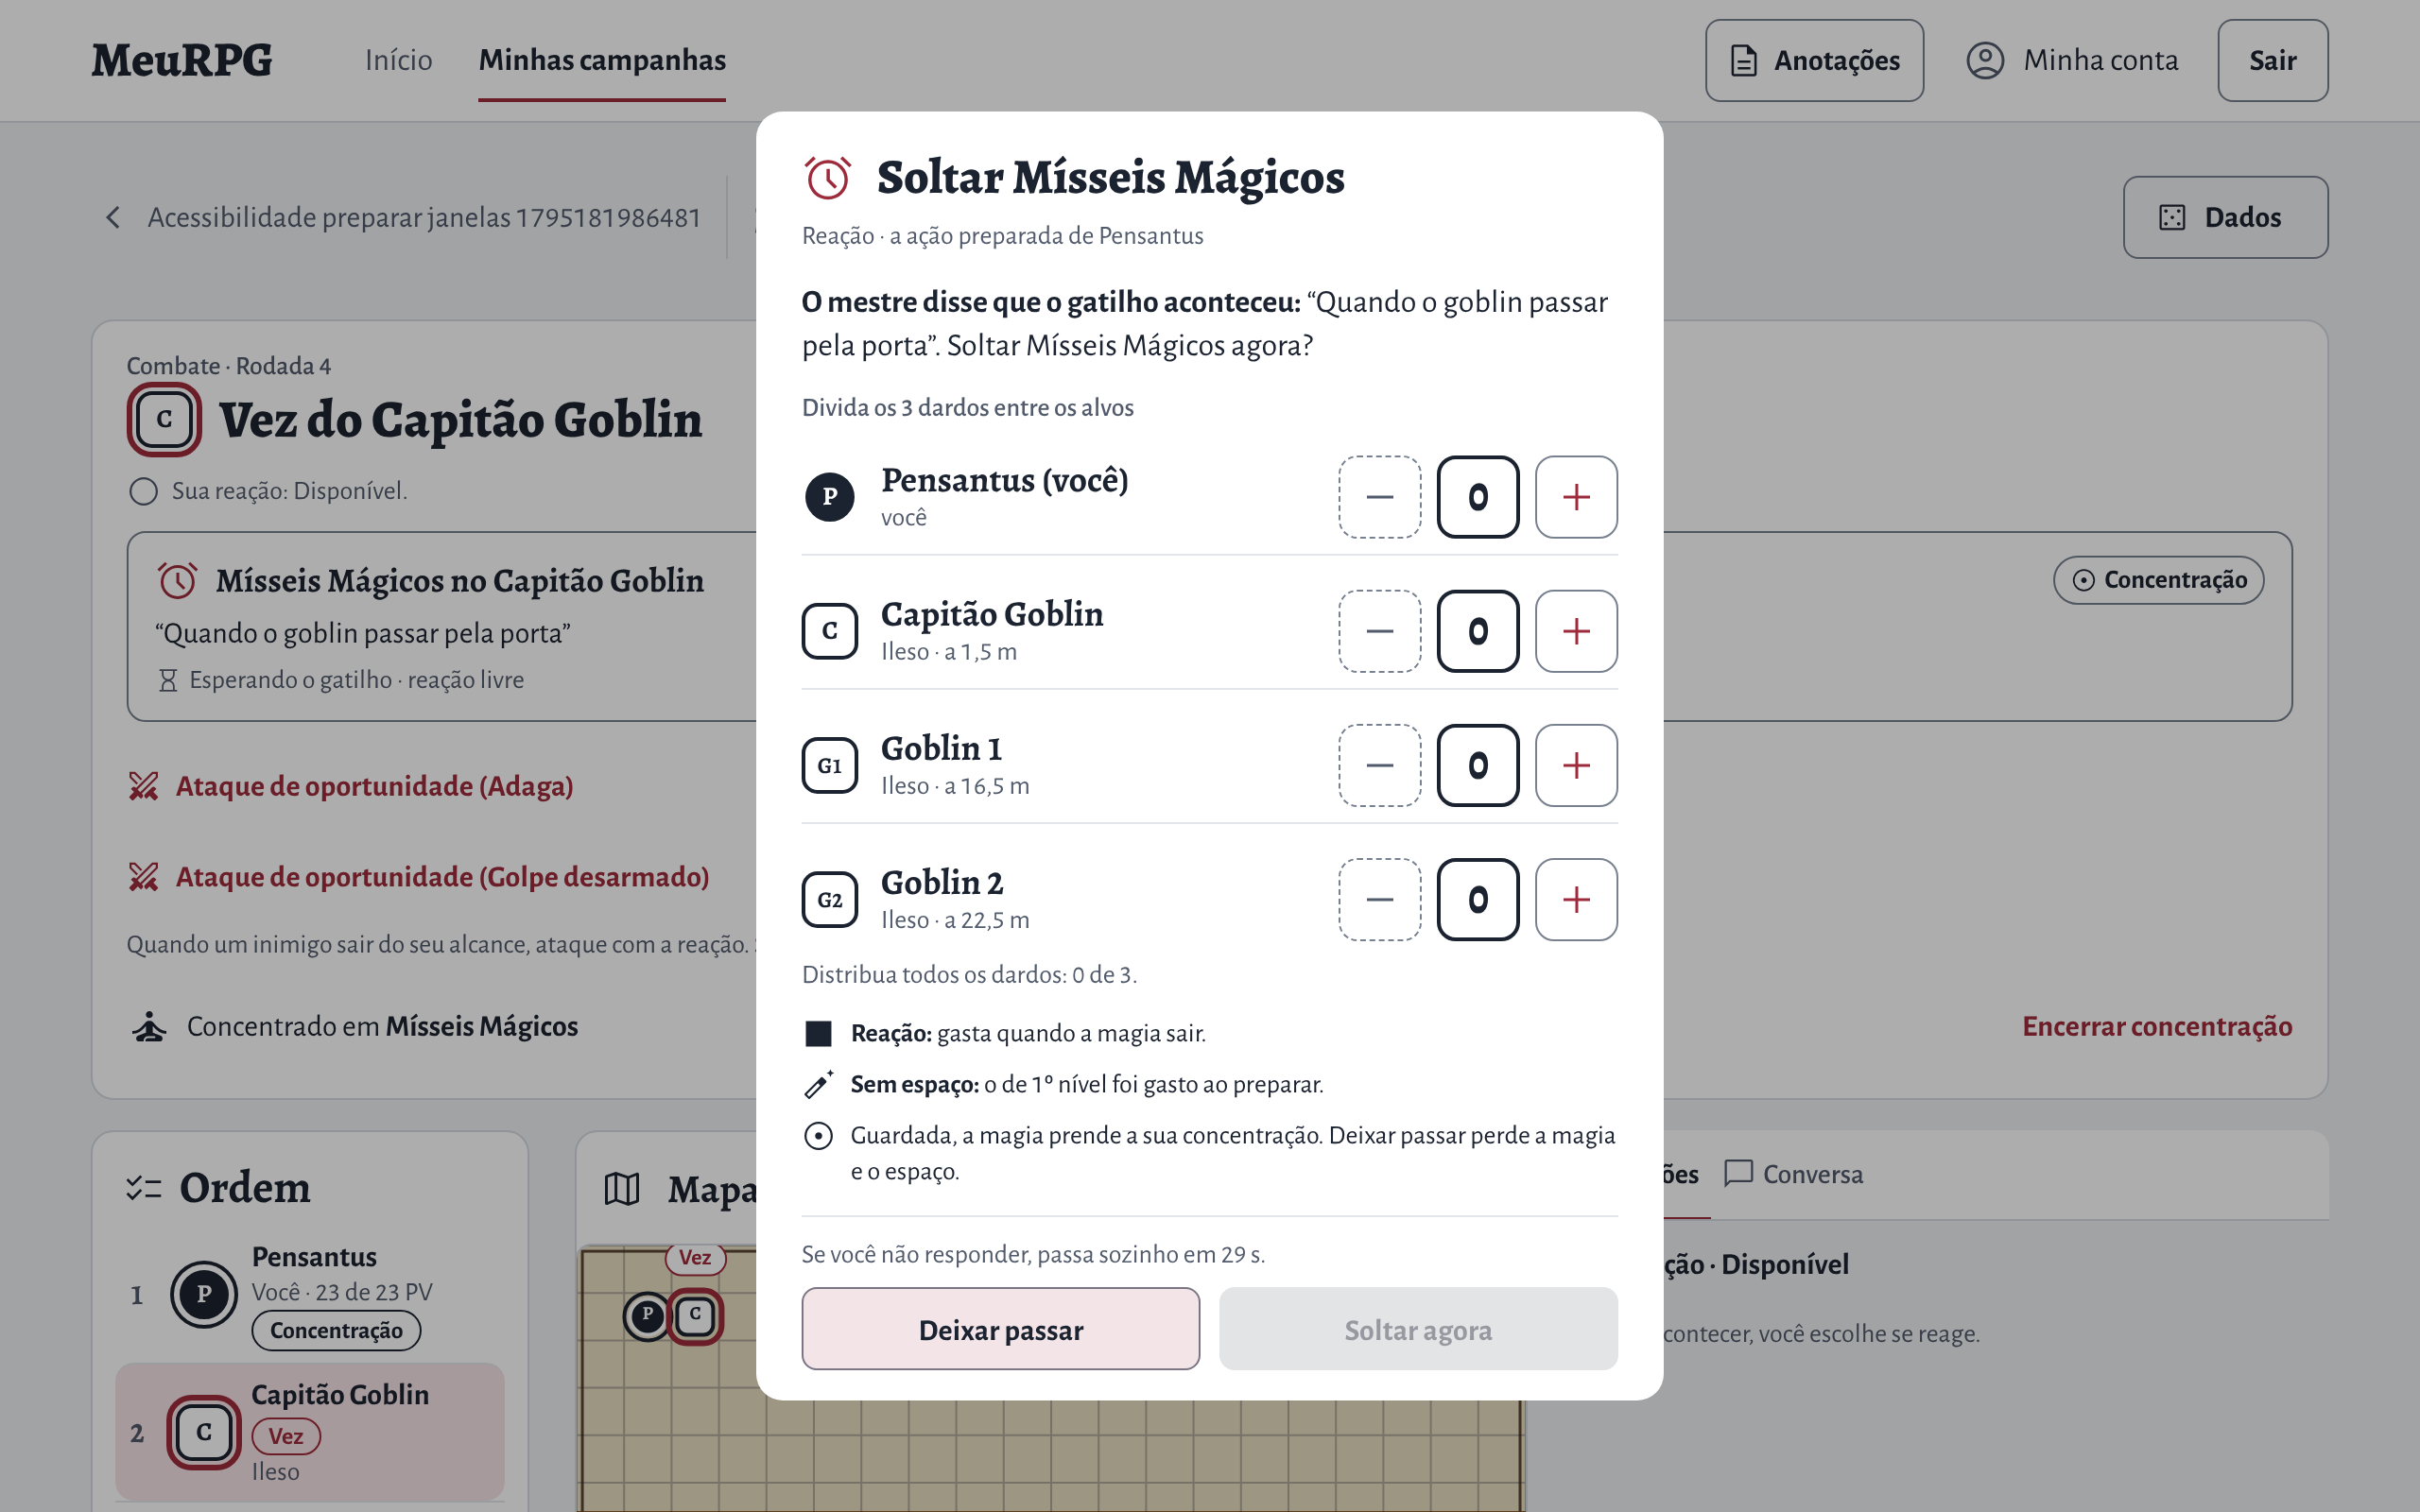 MeuRPG
Início
Minhas campanhas
Anotações
Minha conta
Sair
Acessibilidade preparar janelas 1795181986481
Dados
Combate · Rodada 4
C
Vez do Capitão Goblin
Sua reação: Disponível.
Mísseis Mágicos no Capitão Goblin
Concentração
“Quando o goblin passar pela porta”
Esperando o gatilho · reação livre
Ataque de oportunidade (Adaga)
Ataque de oportunidade (Golpe desarmado)
Quando um inimigo sair do seu alcance, ataque com a reação.
Concentrado em Mísseis Mágicos
Encerrar concentração
Soltar Mísseis Mágicos
Reação · a ação preparada de Pensantus
O mestre disse que o gatilho aconteceu: “Quando o goblin passar
pela porta”. Soltar Mísseis Mágicos agora?
Divida os 3 dardos entre os alvos
P
Pensantus (você)
você
0
C
Capitão Goblin
Ileso · a 1,5 m
0
G1
Goblin 1
Ileso · a 16,5 m
0
G2
Goblin 2
Ileso · a 22,5 m
0
Distribua todos os dardos: 0 de 3.
Reação: gasta quando a magia sair.
Sem espaço: o de 1º nível foi gasto ao preparar.
Guardada, a magia prende a sua concentração. Deixar passar perde a magia
e o espaço.
Se você não responder, passa sozinho em 29 s.
Deixar passar
Soltar agora
Ordem
1
P
Pensantus
Você · 23 de 23 PV
Concentração
2
C
Capitão Goblin
Vez
Ileso
Mapa
Vez
P
C
ões
Conversa
ção · Disponível
contecer, você escolhe se reage.